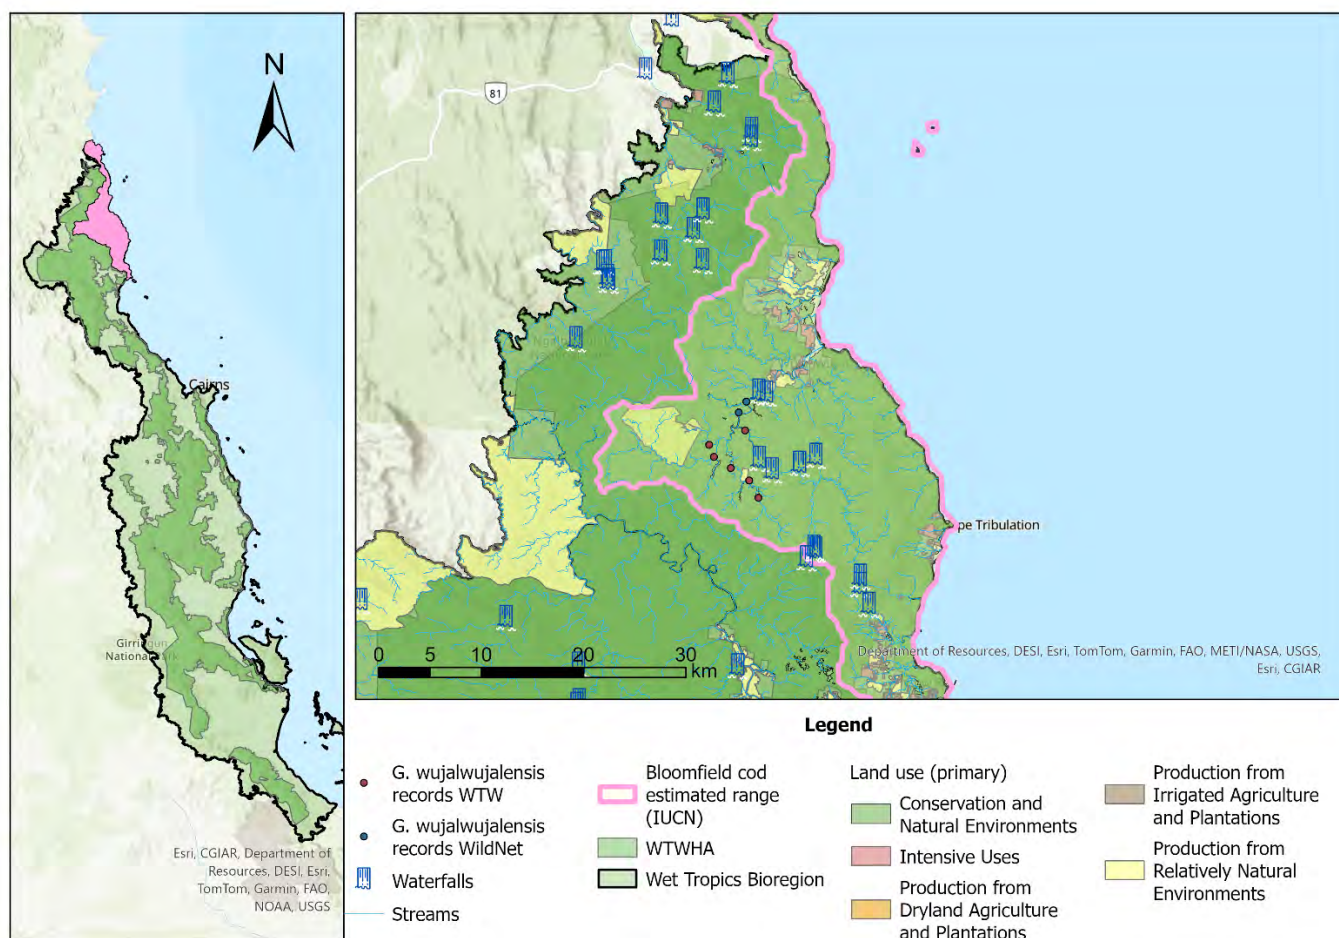 N
Cairns
Girringun
National Park
Esri, CGIAR, Department of
Resources, DESI, Esri,
TomTom, Garmin, FAO,
NOAA, USGS
81
pe Tribulation
0 5 10 20 30
km
Department of Resources, DESI, Esri, TomTom, Garmin, FAO, METI/NASA, USGS,
Esri, CGIAR
Legend
G. wujalwujalensis
records WTW
G. wujalwujalensis
records WildNet
Waterfalls
Streams
Bloomfield cod
estimated range
(IUCN)
WTWHA
Wet Tropics Bioregion
Land use (primary)
Conservation and
Natural Environments
Intensive Uses
Production from
Dryland Agriculture
and Plantations
Production from
Irrigated Agriculture
and Plantations
Production from
Relatively Natural
Environments